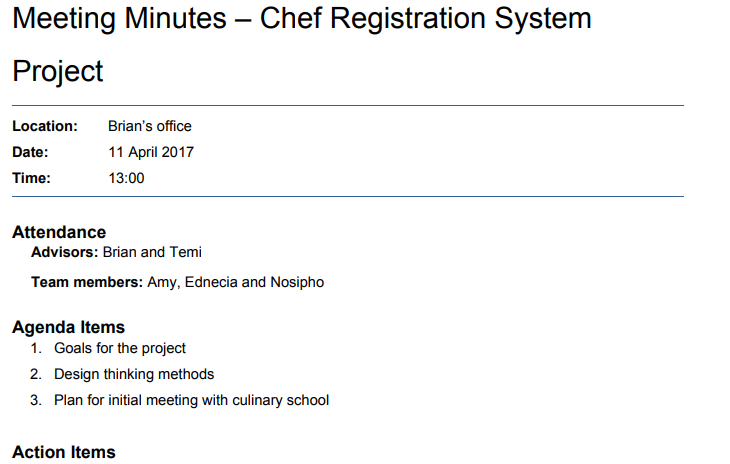 Meeting Minutes – Chef Registration System
Project
Location: Brian’s office
Date: 11 April 2017
Time: 13:00
Attendance
Advisors: Brian and Temi
Team members: Amy, Ednecia and Nosipho
Agenda Items
1. Goals for the project
2. Design thinking methods
3. Plan for initial meeting with culinary school
Action Items